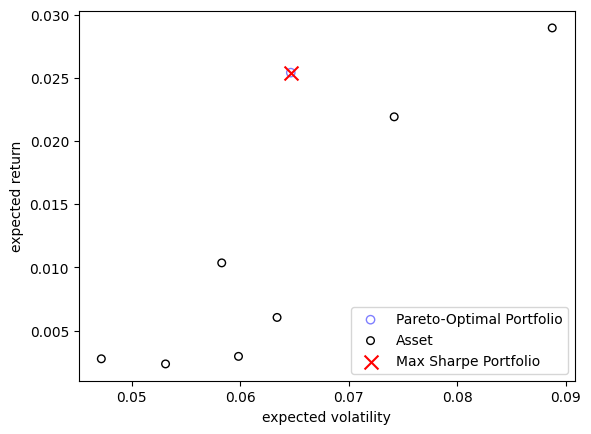 0.030
0.025
0.020
0.015
0.010
0.005
expected return
0.05
0.06
0.07
0.08
0.09
expected volatility
Pareto-Optimal Portfolio
Asset
Max Sharpe Portfolio